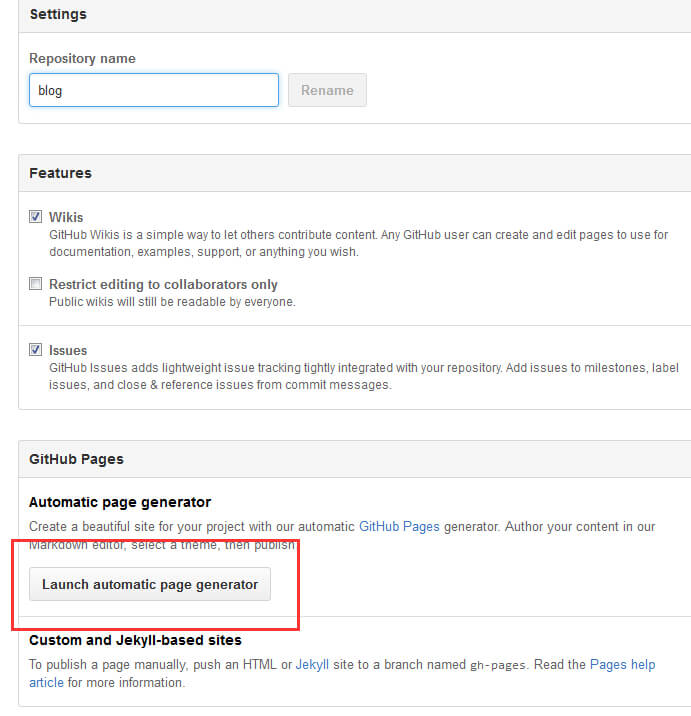 Settings
Repository name
blog
Rename
Features
Wikis
GitHub Wikis is a simple way to let others contribute content. Any GitHub user can create and edit pages to use for
documentation, examples, support, or anything you wish.
Restrict editing to collaborators only
Public wikis will still be readable by everyone.
Issues
GitHub Issues adds lightweight issue tracking tightly integrated with your repository. Add issues to milestones, label
issues, and close & reference issues from commit messages.
GitHub Pages
Automatic page generator
Create a beautiful site for your project with our automatic GitHub Pages generator. Author your content in our
Markdown editor, select a theme, then publish.
Launch automatic page generator
Custom and Jekyll-based sites
To publish a page manually, push an HTML or Jekyll site to a branch named gh-pages. Read the Pages help
article for more information.